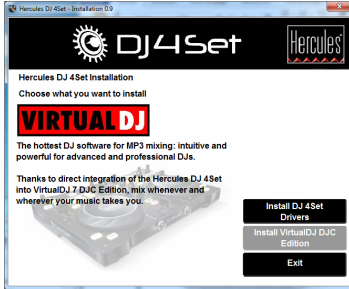 Hercules DJ 4Set - Installation 0.9
DJ4Set
Hercules
Hercules DJ 4Set Installation
Choose what you want to install
VIRTUAL DJ
The hottest DJ software for MP3 mixing: intuitive and
powerful for advanced and professional DJs.
Thanks to direct integration of the Hercules DJ 4Set
into VirtualDJ 7 DJC Edition, mix whenever and
wherever your music takes you.
Install DJ 4Set
Drivers
Install VirtualDJ DJC
Edition
Exit